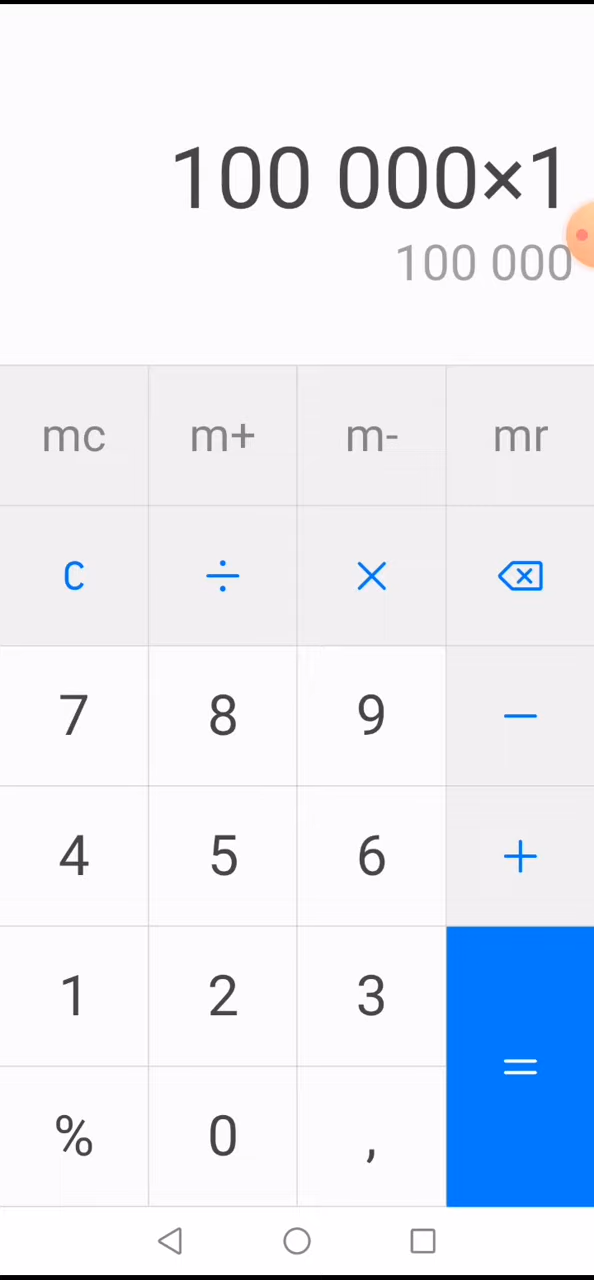 100 000×1
100 000
mc m+ m- mr
C ÷ ×
7 8 9 −
4 5 6 +
1 2 3
% 0 , =